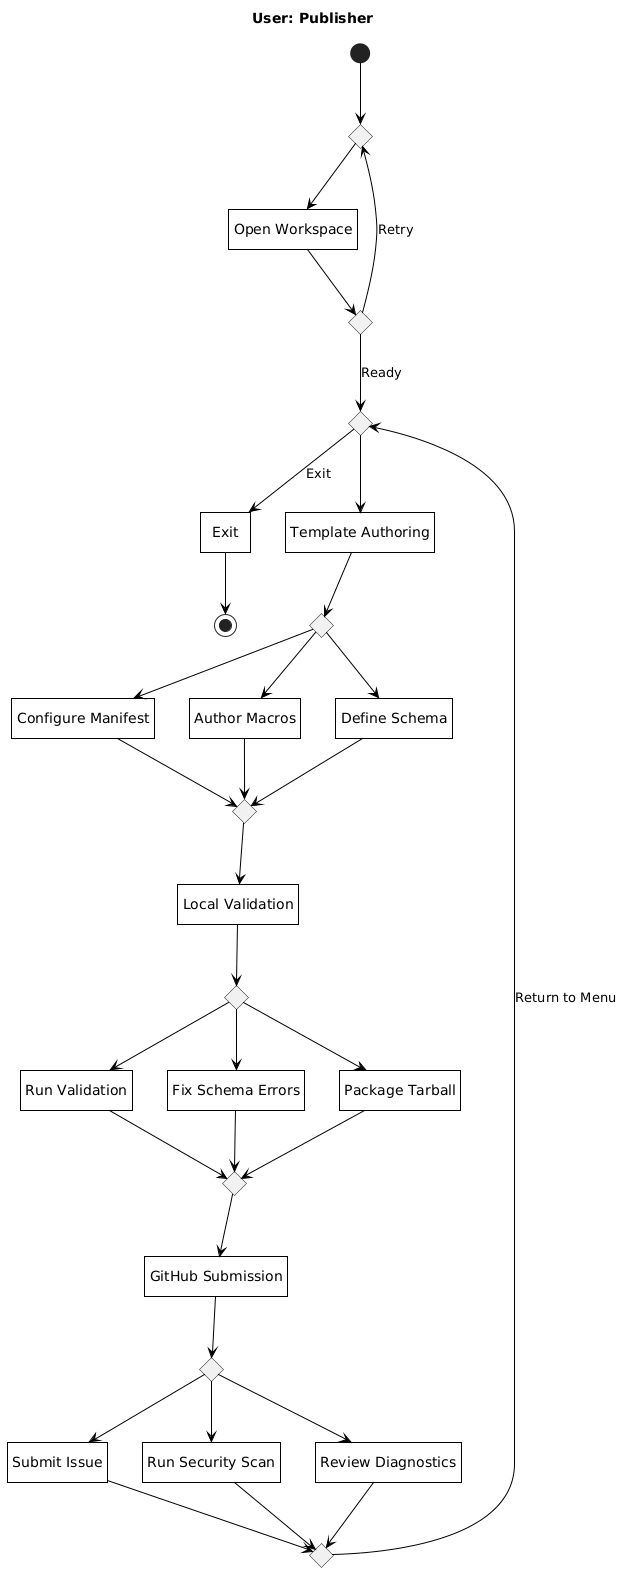 User: Publisher
Open Workspace
Retry
Ready
Exit
Exit
Template Authoring
Configure Manifest
Author Macros
Define Schema
Local Validation
Return to Menu
Run Validation
Fix Schema Errors
Package Tarball
GitHub Submission
Submit Issue
Run Security Scan
Review Diagnostics